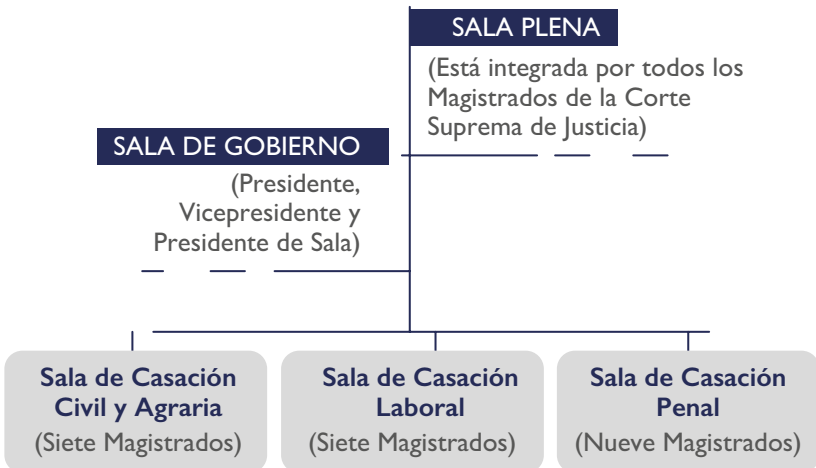 SALA PLENA
(Está integrada por todos los
Magistrados de la Corte
Suprema de Justicia)
SALA DE GOBIERNO
(Presidente,
Vicepresidente y
Presidente de Sala)
Sala de Casación
Civil y Agraria
(Siete Magistrados)
Sala de Casación
Laboral
(Siete Magistrados)
Sala de Casación
Penal
(Nueve Magistrados)